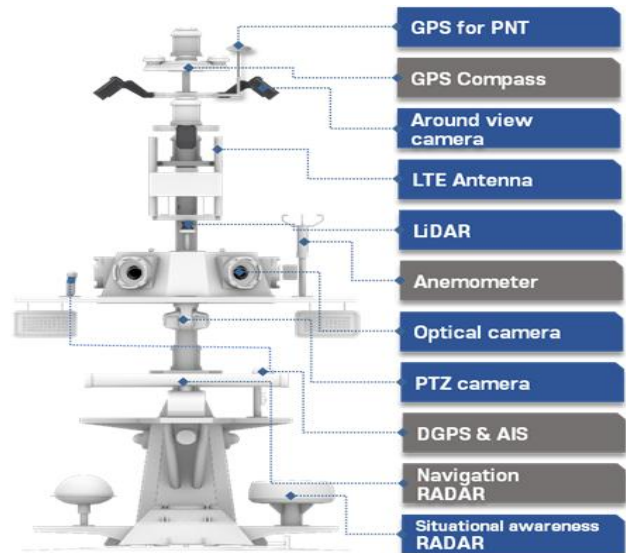 GPS for PNT
GPS Compass
Around view
camera
LTE Antenna
LiDAR
Anemometer
Optical camera
PTZ camera
DGPS & AIS
Navigation
RADAR
Situational awareness
RADAR